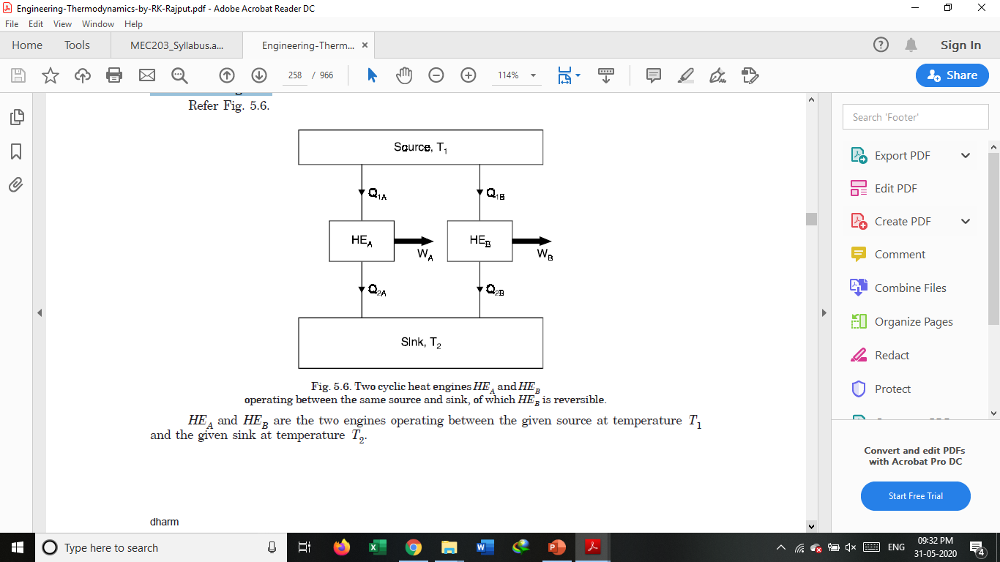 Engineering-Thermodynamics-by-RK-Rajput.pdf - Adobe Acrobat Reader DC
File Edit View Window Help
Home Tools MEC203_Syllabus.a... Engineering-Therm... ×
258 / 966 114% Share
? Sign In
Refer Fig. 5.6.
Source, T1
Q1A Q1B
HEA HEB
WA WB
Q2A Q2B
Sink, T2
Fig. 5.6. Two cyclic heat engines HEA and HEB
operating between the same source and sink, of which HEB is reversible.
HEA and HEB are the two engines operating between the given source at temperature T1
and the given sink at temperature T2.
dharm
Search 'Footer'
Export PDF
Edit PDF
Create PDF
Comment
Combine Files
Organize Pages
Redact
Protect
Convert and edit PDFs
with Acrobat Pro DC
Start Free Trial
Type here to search
ENG
09:32 PM
31-05-2020
4